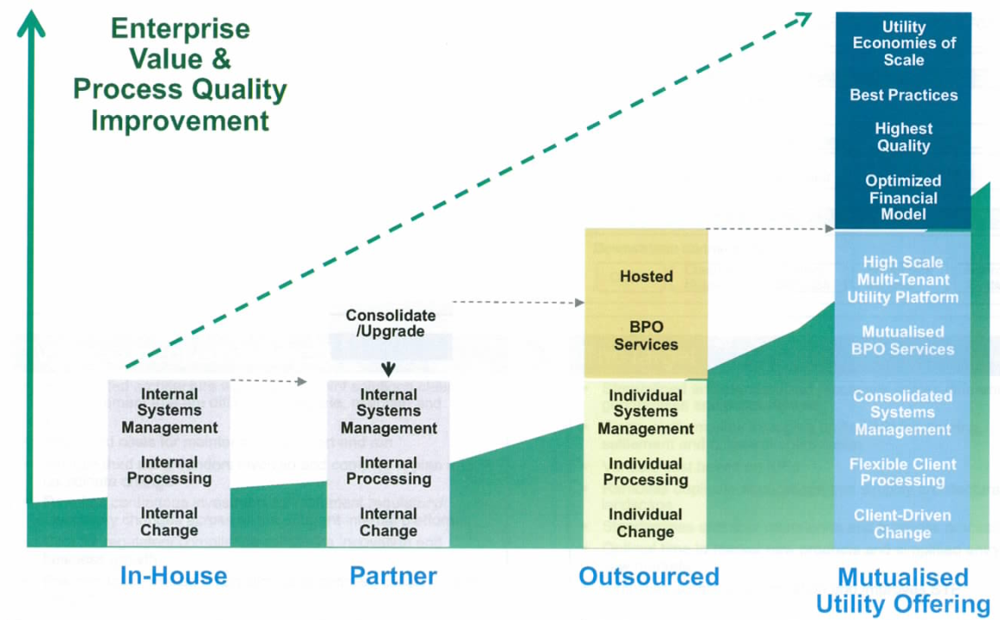 Enterprise
Value &
Process Quality
Improvement
Internal
Systems
Management
Internal
Processing
Internal
Change
In-House
Consolidate
/Upgrade
Internal
Systems
Management
Internal
Processing
Internal
Change
Partner
Hosted
BPO
Services
Individual
Systems
Management
Individual
Processing
Individual
Change
Outsourced
Utility
Economies of
Scale
Best Practices
Highest
Quality
Optimized
Financial
Model
High Scale
Multi-Tenant
Utility Platform
Mutualised
BPO Services
Consolidated
Systems
Management
Flexible Client
Processing
Client-Driven
Change
Mutualised
Utility Offering